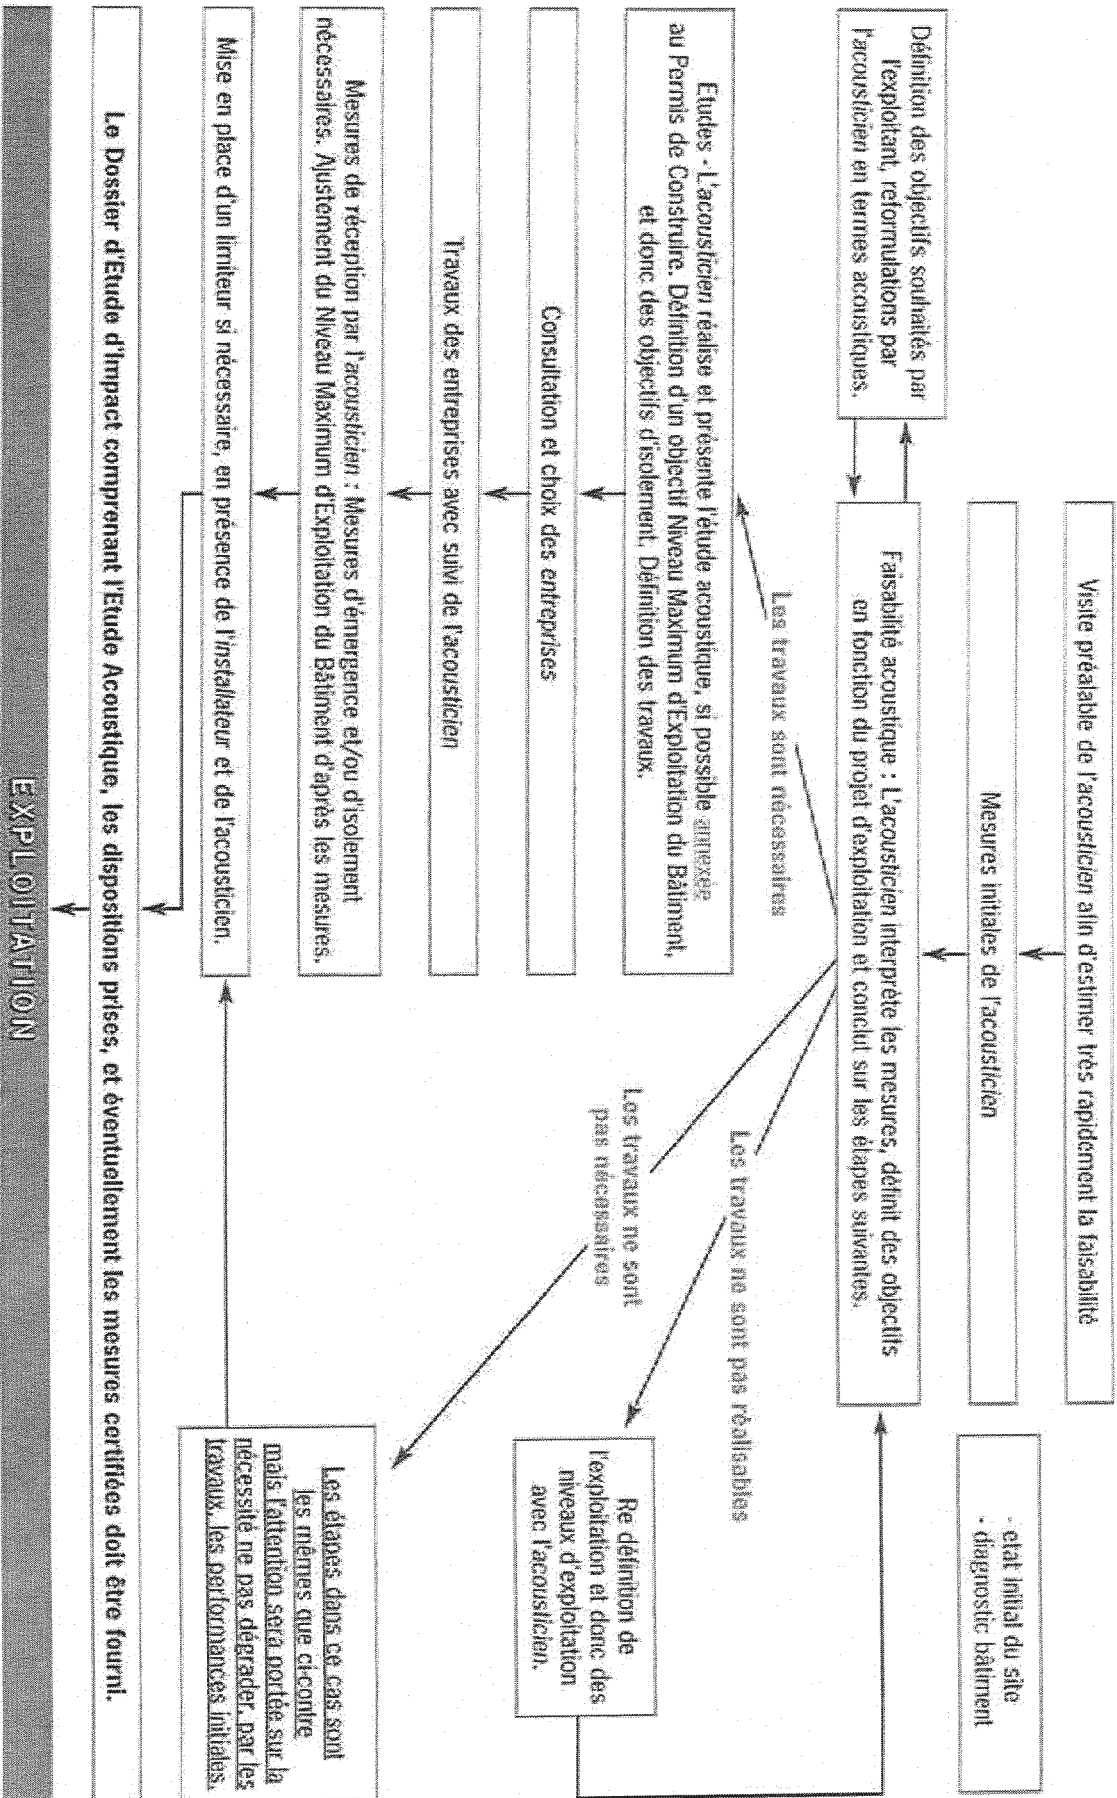 Visite préalable de l'acousticien afin d'estimer très rapidement la faisabilité
Mesures initiales de l'acousticien
- etat initial du site
- diagnostic bâtiment
Définition des objectifs souhaités par
l'exploitant, reformulations par
l'acousticien en termes acoustiques.
Faisabilité acoustique : L'acousticien interprète les mesures, définit des objectifs
en fonction du projet d'exploitation et conclut sur les étapes suivantes.
Les travaux sont nécessaires
Les travaux ne sont pas réalisables
Les travaux ne sont
pas nécessaires
Etudes - L'acousticien réalise et présente l'étude acoustique, si possible annexée
au Permis de Construire. Définition d'un objectif Niveau Maximum d'Exploitation du Bâtiment,
et donc des objectifs d'isolement. Définition des travaux.
Re définition de
l'exploitation et donc des
niveaux d'exploitation
avec l'acousticien.
Consultation et choix des entreprises
Travaux des entreprises avec suivi de l'acousticien
Mesures de réception par l'acousticien : Mesures d'émergence et/ou d'isolement
nécessaires. Ajustement du Niveau Maximum d'Exploitation du Bâtiment d'après les mesures.
Les étapes dans ce cas sont
les mêmes que ci-contre
mais l'attention sera portée sur la
nécessité ne pas dégrader, par les
travaux, les performances initiales.
Mise en place d'un limiteur si nécessaire, en présence de l'installateur et de l'acousticien.
Le Dossier d'Etude d'Impact comprenant l'Etude Acoustique, les dispositions prises, et éventuellement les mesures certifiées doit être fourni.
EXPLOITATION